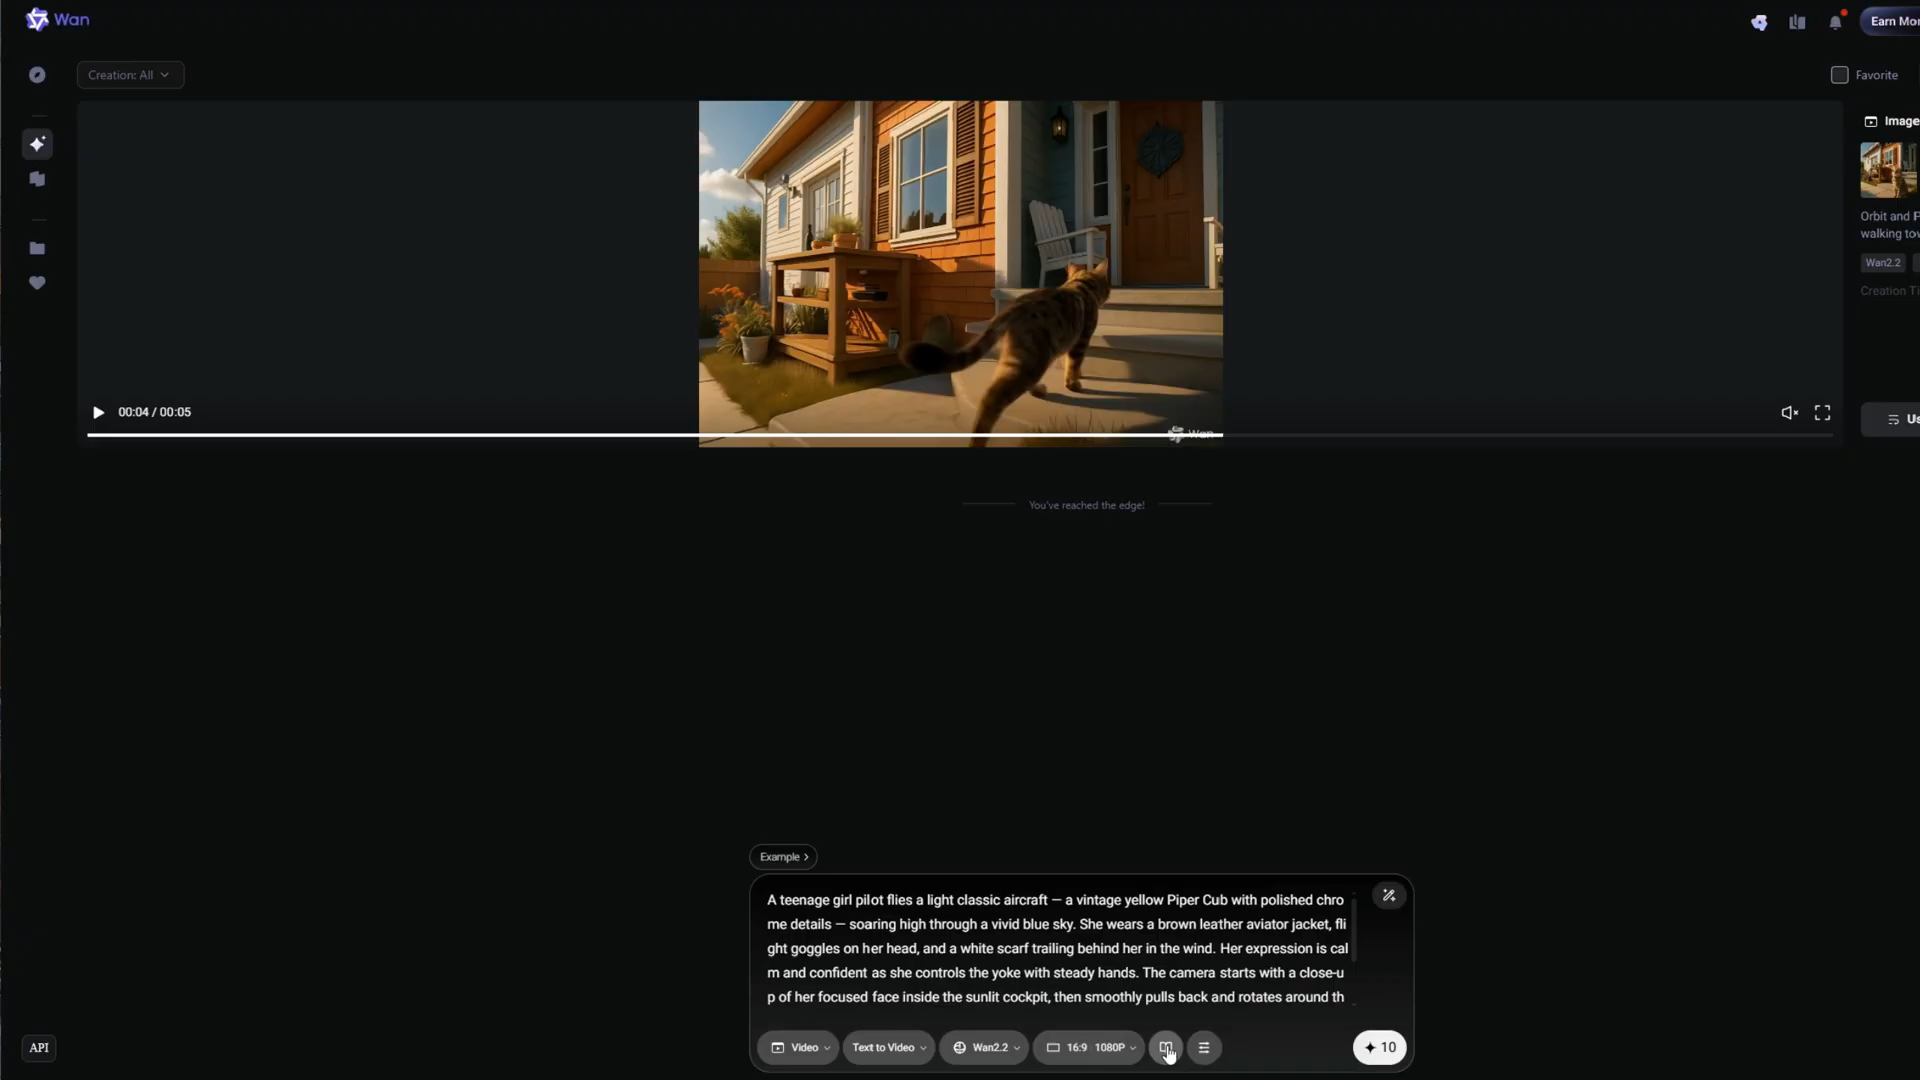 Wan
Earn Mor
Creation: All
Favorite
Image
Orbit and P
walking tov
Wan2.2
Creation Ti
00:04 / 00:05
Wan
Us
You've reached the edge!
Example >
A teenage girl pilot flies a light classic aircraft — a vintage yellow Piper Cub with polished chro
me details — soaring high through a vivid blue sky. She wears a brown leather aviator jacket, fli
ght goggles on her head, and a white scarf trailing behind her in the wind. Her expression is cal
m and confident as she controls the yoke with steady hands. The camera starts with a close-u
p of her focused face inside the sunlit cockpit, then smoothly pulls back and rotates around th
API
Video
Text to Video
Wan2.2
16:9 1080P
10